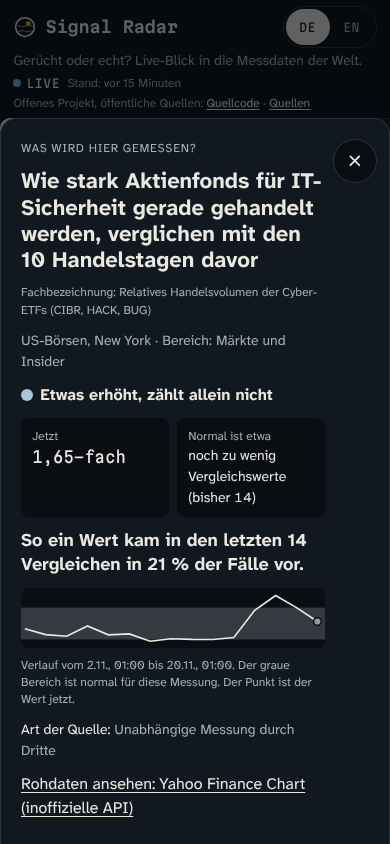 Signal Radar
DE
EN
Gerücht oder echt? Live-Blick in die Messdaten der Welt.
LIVE Stand: vor 15 Minuten
Offenes Projekt, öffentliche Quellen: Quellcode · Quellen
WAS WIRD HIER GEMESSEN?
Wie stark Aktienfonds für IT-
Sicherheit gerade gehandelt
werden, verglichen mit den
10 Handelstagen davor
Fachbezeichnung: Relatives Handelsvolumen der Cyber-
ETFs (CIBR, HACK, BUG)
US-Börsen, New York · Bereich: Märkte und
Insider
Etwas erhöht, zählt allein nicht
Jetzt
1,65-fach
Normal ist etwa
noch zu wenig
Vergleichswerte
(bisher 14)
So ein Wert kam in den letzten 14
Vergleichen in 21 % der Fälle vor.
Verlauf vom 2.11., 01:00 bis 20.11., 01:00. Der graue
Bereich ist normal für diese Messung. Der Punkt ist der
Wert jetzt.
Art der Quelle: Unabhängige Messung durch
Dritte
Rohdaten ansehen: Yahoo Finance Chart
(inoffizielle API)